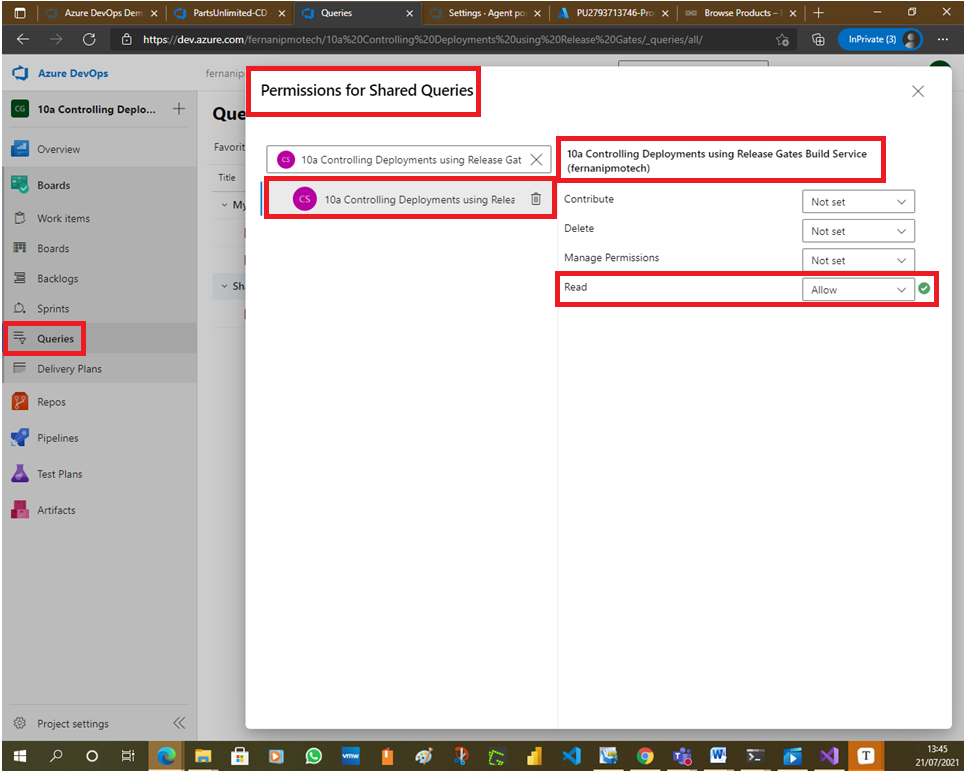 Azure DevOps Dem
PartsUnlimited-CD
Queries
Settings · Agent po
PU2793713746-Pro
Browse Products –
https://dev.azure.com/fernanipmotech/10a%20Controlling%20Deployments%20using%20Release%20Gates/_queries/all/
InPrivate (3)
Azure DevOps
fernanip
CG
10a Controlling Deplo...
Overview
Boards
Work items
Boards
Backlogs
Sprints
Queries
Delivery Plans
Repos
Pipelines
Test Plans
Artifacts
Project settings
Que
Favorit
Title
My
Sha
Permissions for Shared Queries
CS 10a Controlling Deployments using Release Gat
CS 10a Controlling Deployments using Relea
10a Controlling Deployments using Release Gates Build Service
(fernanipmotech)
Contribute Not set
Delete Not set
Manage Permissions Not set
Read Allow
vmw
W
T
13:45
21/07/2021